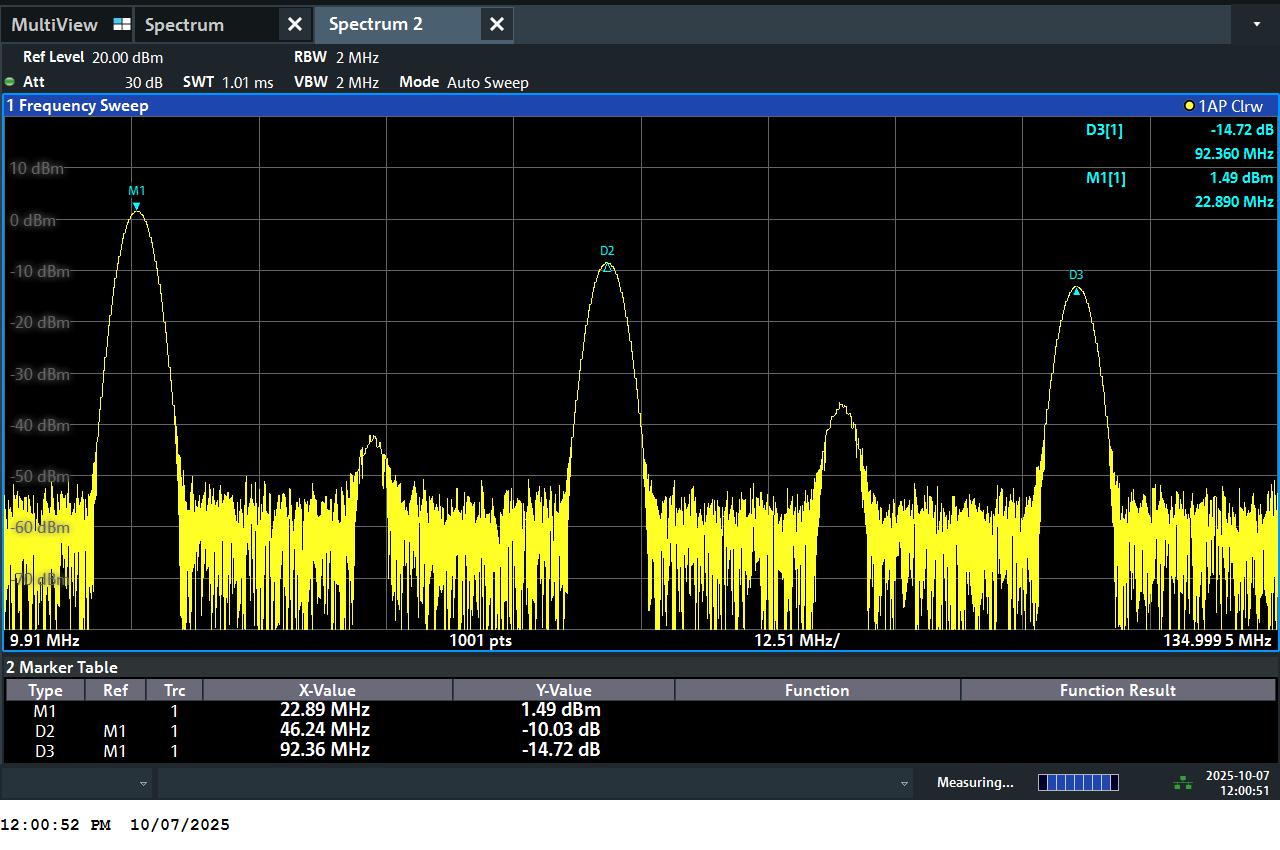 MultiView Spectrum Spectrum 2
Ref Level 20.00 dBm RBW 2 MHz
Att 30 dB SWT 1.01 ms VBW 2 MHz Mode Auto Sweep
1 Frequency Sweep 1AP Clrw
D3[1] -14.72 dB
92.360 MHz
M1[1] 1.49 dBm
22.890 MHz
10 dBm
M1
0 dBm
D2
-10 dBm
D3
-20 dBm
-30 dBm
-40 dBm
-50 dBm
-60 dBm
-70 dBm
9.91 MHz 1001 pts 12.51 MHz/ 134.9995 MHz
2 Marker Table
Type Ref Trc X-Value Y-Value Function Function Result
M1 1 22.89 MHz 1.49 dBm
D2 M1 1 46.24 MHz -10.03 dB
D3 M1 1 92.36 MHz -14.72 dB
Measuring... 2025-10-07
12:00:51
12:00:52 PM 10/07/2025